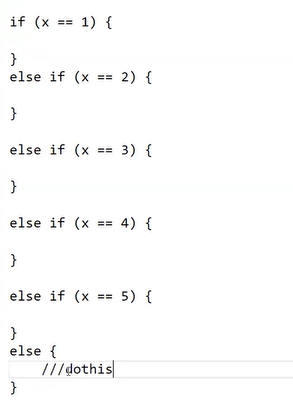 if (x == 1) {
}
else if (x == 2) {
}
else if (x == 3) {
}
else if (x == 4) {
}
else if (x == 5) {
}
else {
    ///dothis
}